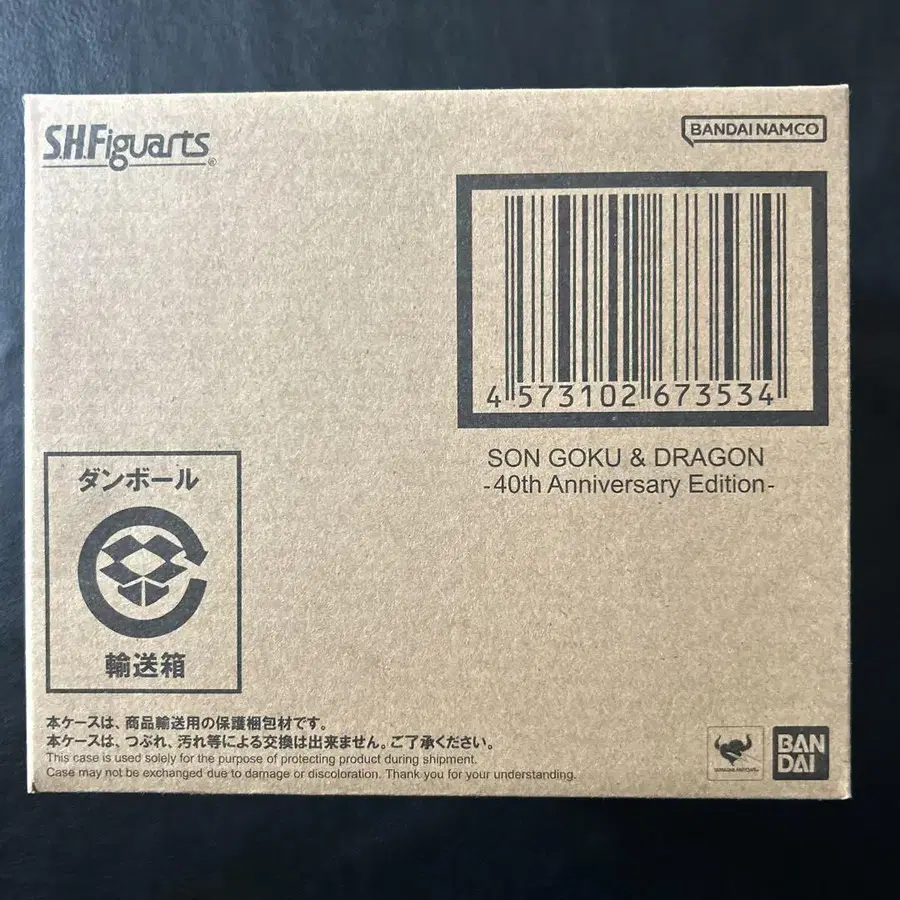 S.H.Figuarts®
BANDAI NAMCO
4 573102 673534
SON GOKU & DRAGON
-40th Anniversary Edition-
ダンボール
輸送箱
本ケースは、商品輸送用の保護梱包材です。
本ケースは、つぶれ、汚れ等による交換は出来ません。ご了承ください。
This case is used solely for the purpose of protecting product during shipment.
Case may not be exchanged due to damage or discoloration. Thank you for your understanding.
BAN
DAI